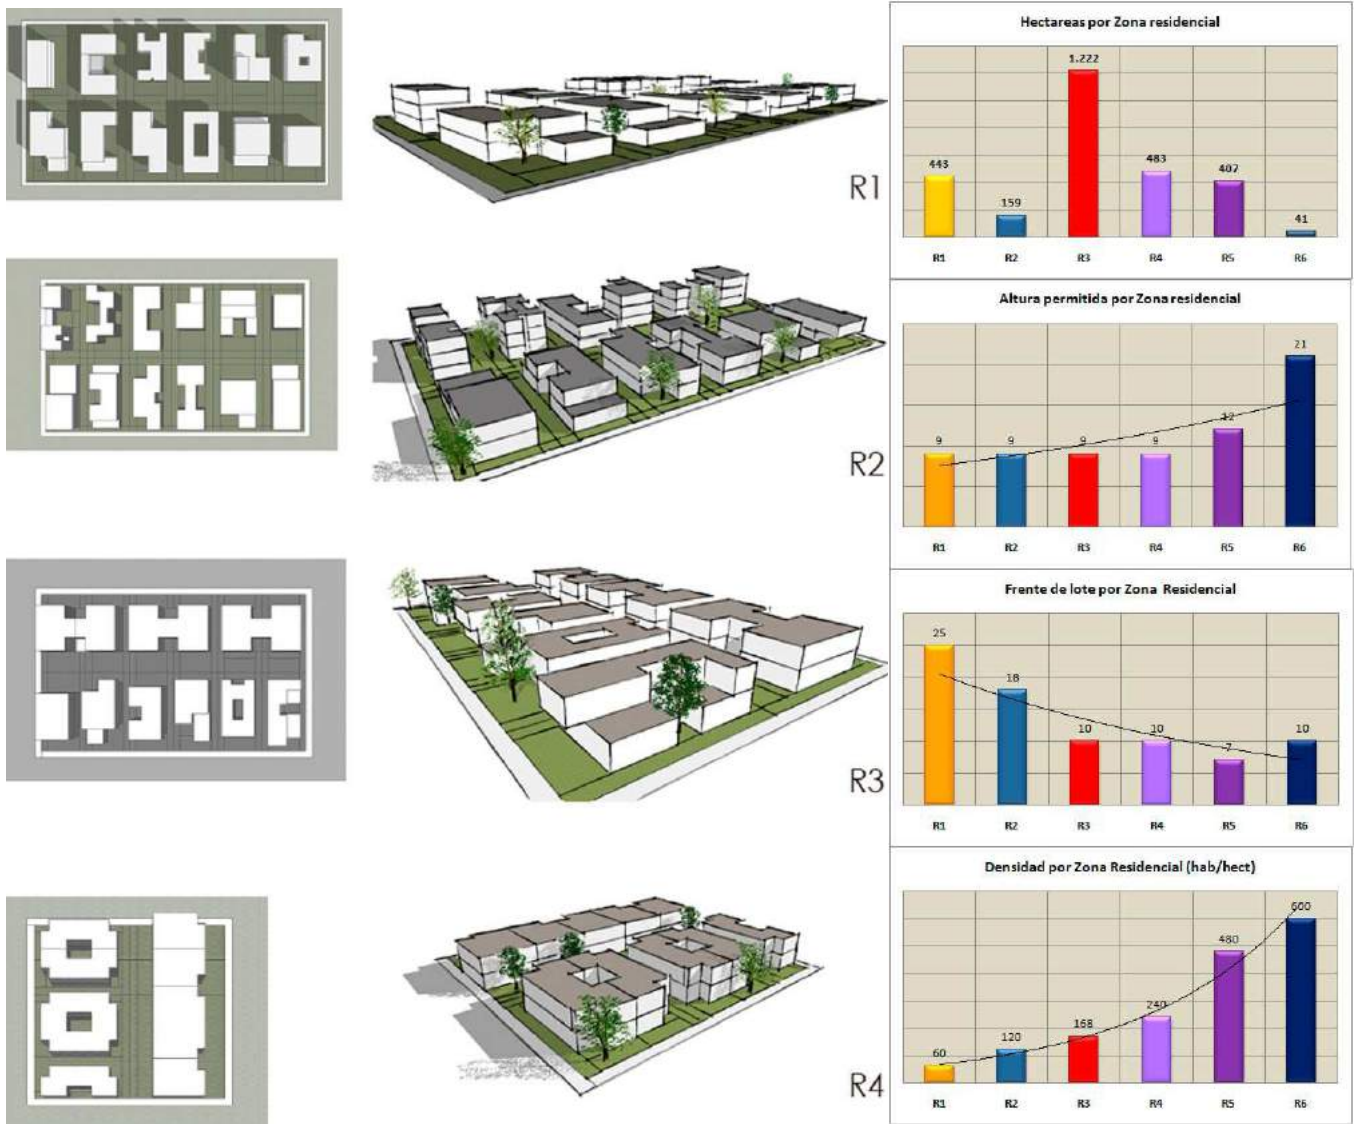 R1
R2
R3
R4
Hectareas por Zona residencial
1.222
443
159
483
407
41
R1 R2 R3 R4 R5 R6
Altura permitida por Zona residencial
9 9 9 9 12 21
R1 R2 R3 R4 R5 R6
Frente de lote por Zona Residencial
25 18 10 10 7 10
R1 R2 R3 R4 R5 R6
Densidad por Zona Residencial (hab/hect)
60 120 168 240 480 600
R1 R2 R3 R4 R5 R6